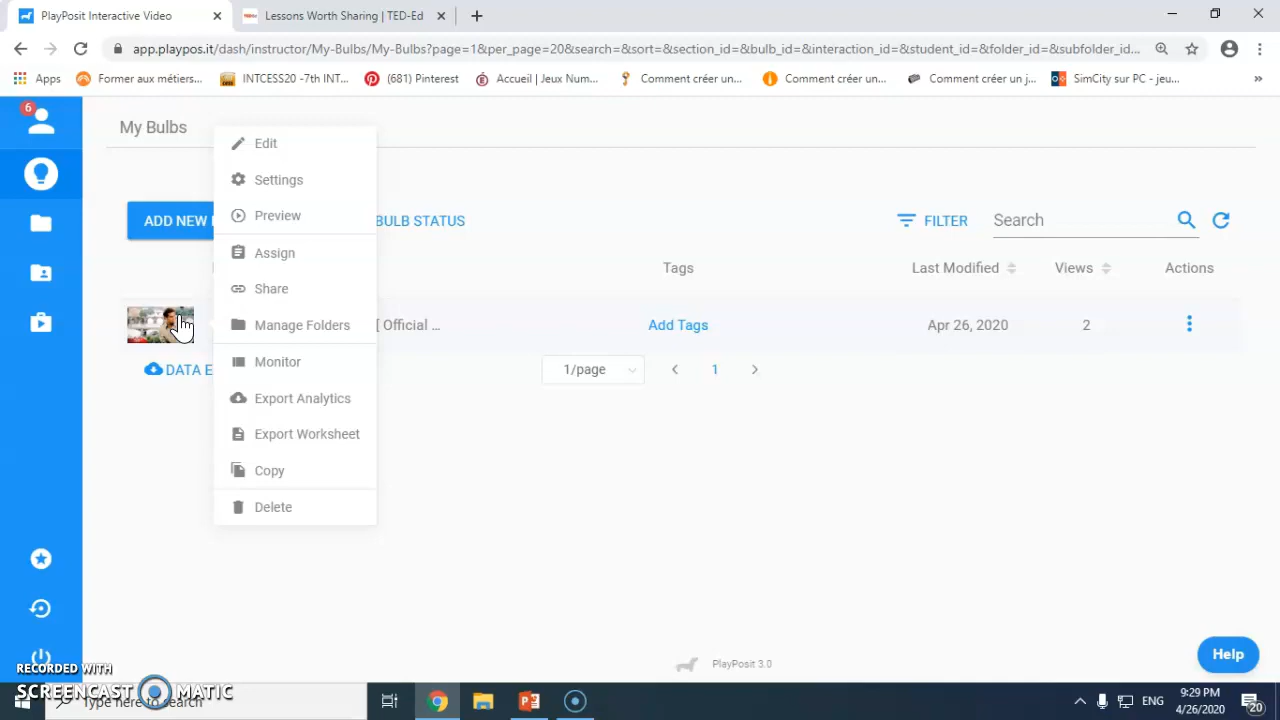 PlayPosit Interactive Video
Lessons Worth Sharing | TED-Ed
app.playpos.it/dash/instructor/My-Bulbs/My-Bulbs?page=1&per_page=20&search=&sort=&section_id=&bulb_id=&interaction_id=&student_id=&folder_id=&subfolder_id...
Apps
Former aux métiers...
INTCESS20 -7th INT...
(681) Pinterest
Accueil | Jeux Num...
Comment créer un...
Comment créer un...
Comment créer un j...
SimCity sur PC - jeu...
»
6
My Bulbs
Edit
Settings
Preview
Assign
Share
Manage Folders
Monitor
Export Analytics
Export Worksheet
Copy
Delete
ADD NEW
BULB STATUS
FILTER
Search
Tags
Last Modified
Views
Actions
[ Official ...
Add Tags
Apr 26, 2020
2
DATA E
1/page
1
PlayPosit 3.0
Help
RECORDED WITH
SCREENCAST MATIC
Type here to search
ENG
9:29 PM
4/26/2020
20